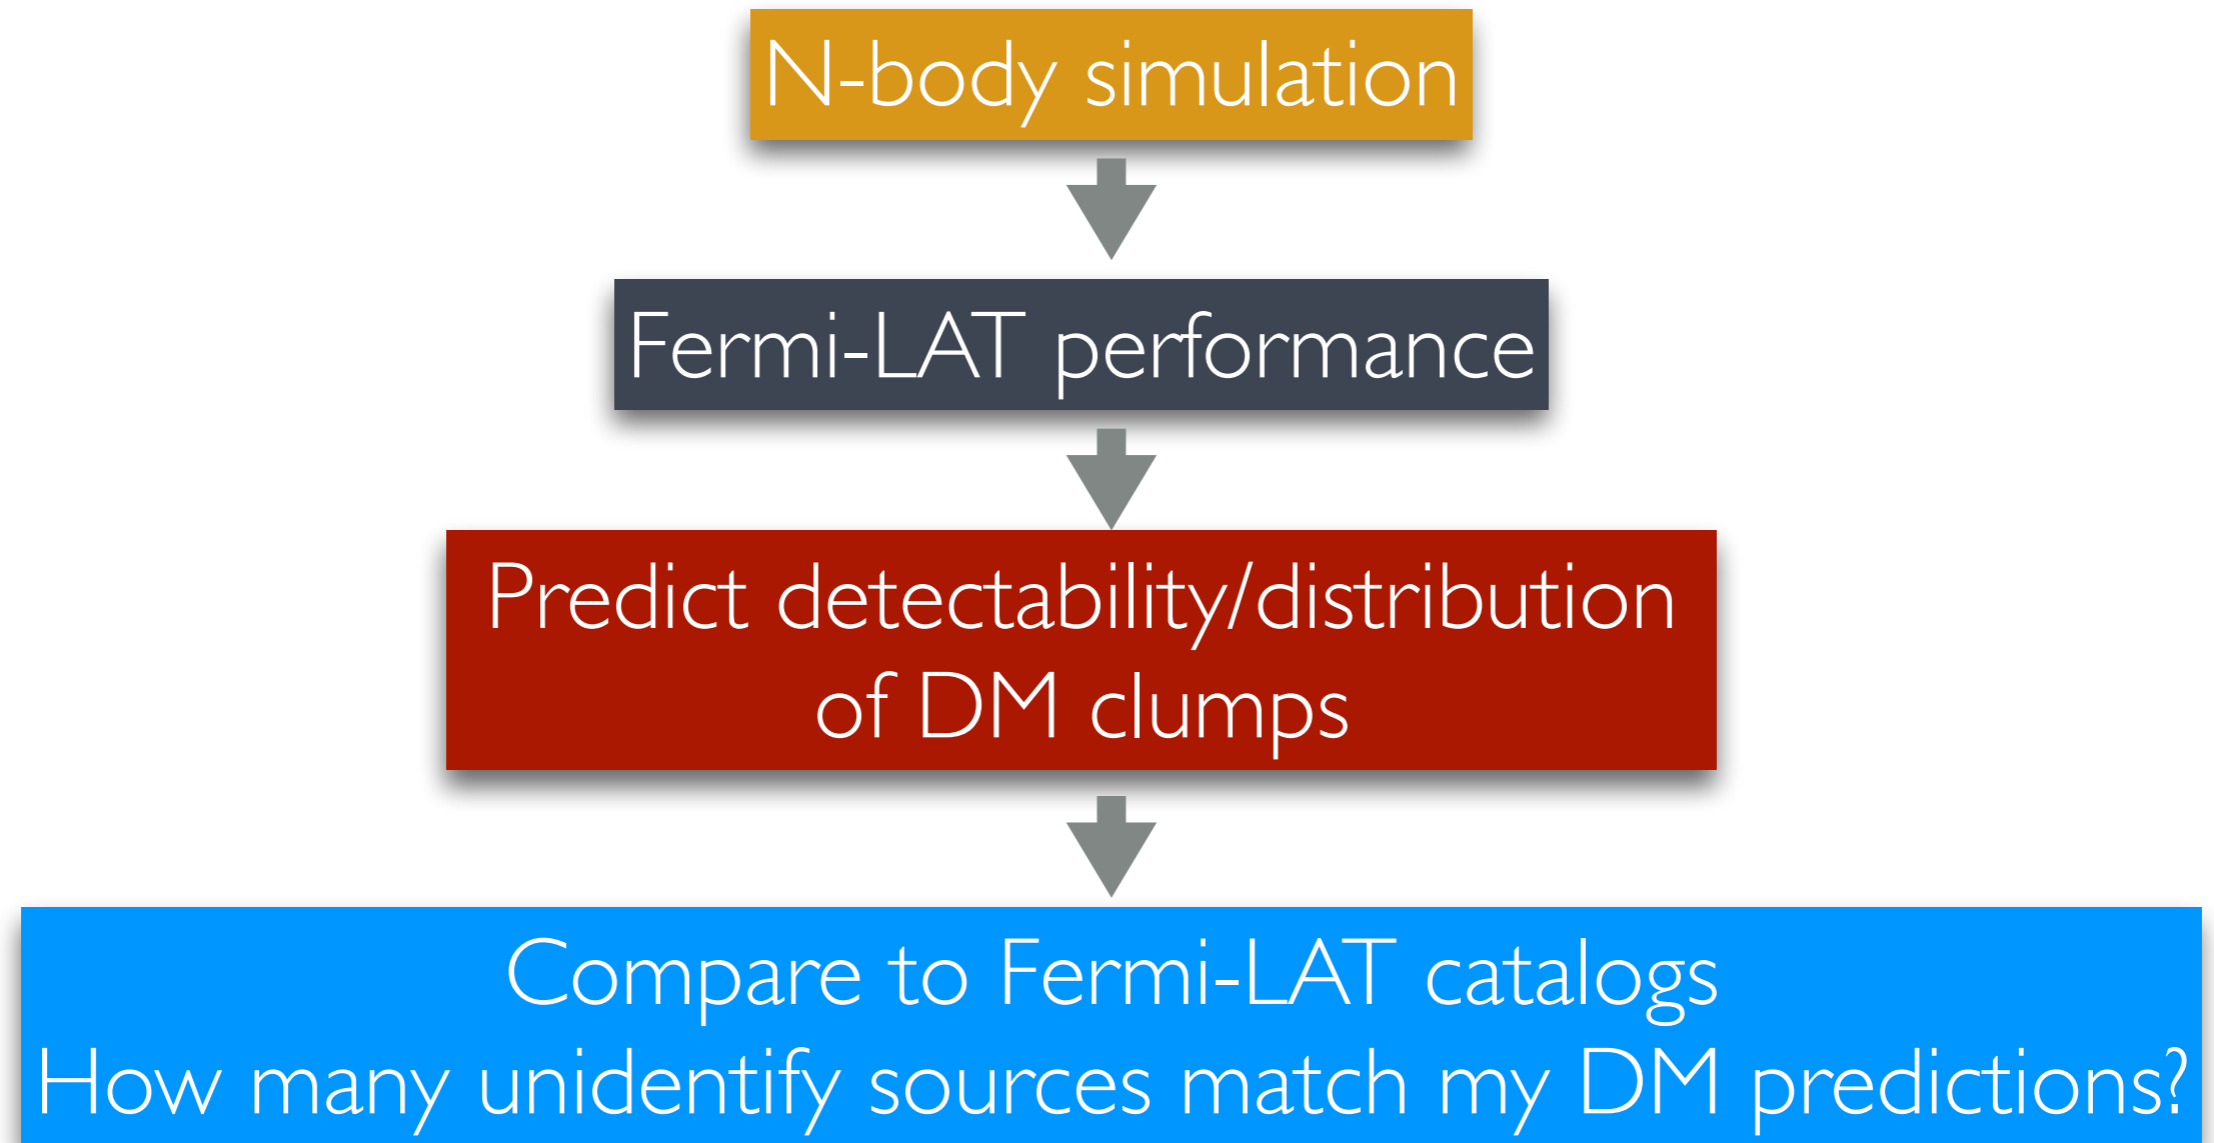 N-body simulation
Fermi-LAT performance
Predict detectability/distribution
of DM clumps
Compare to Fermi-LAT catalogs
How many unidentify sources match my DM predictions?